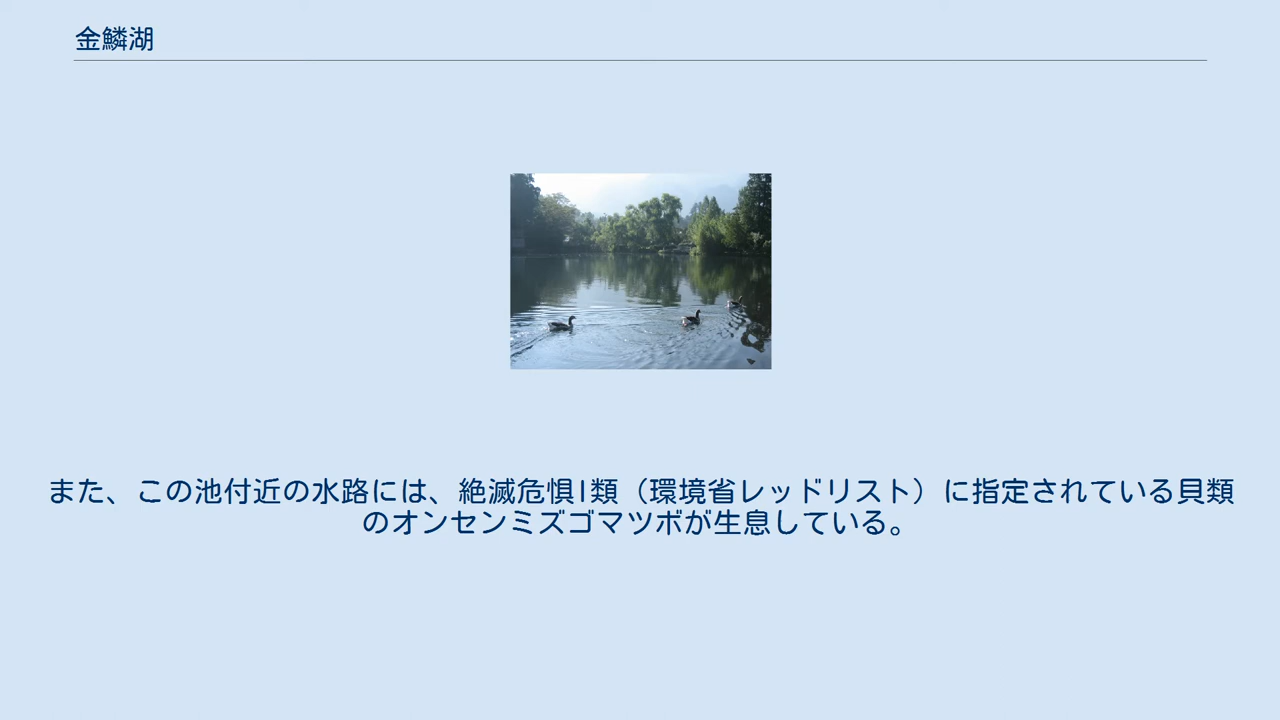 金鱗湖
また、この池付近の水路には、絶滅危惧I類（環境省レッドリスト）に指定されている貝類
のオンセンミズゴマツボが生息している。